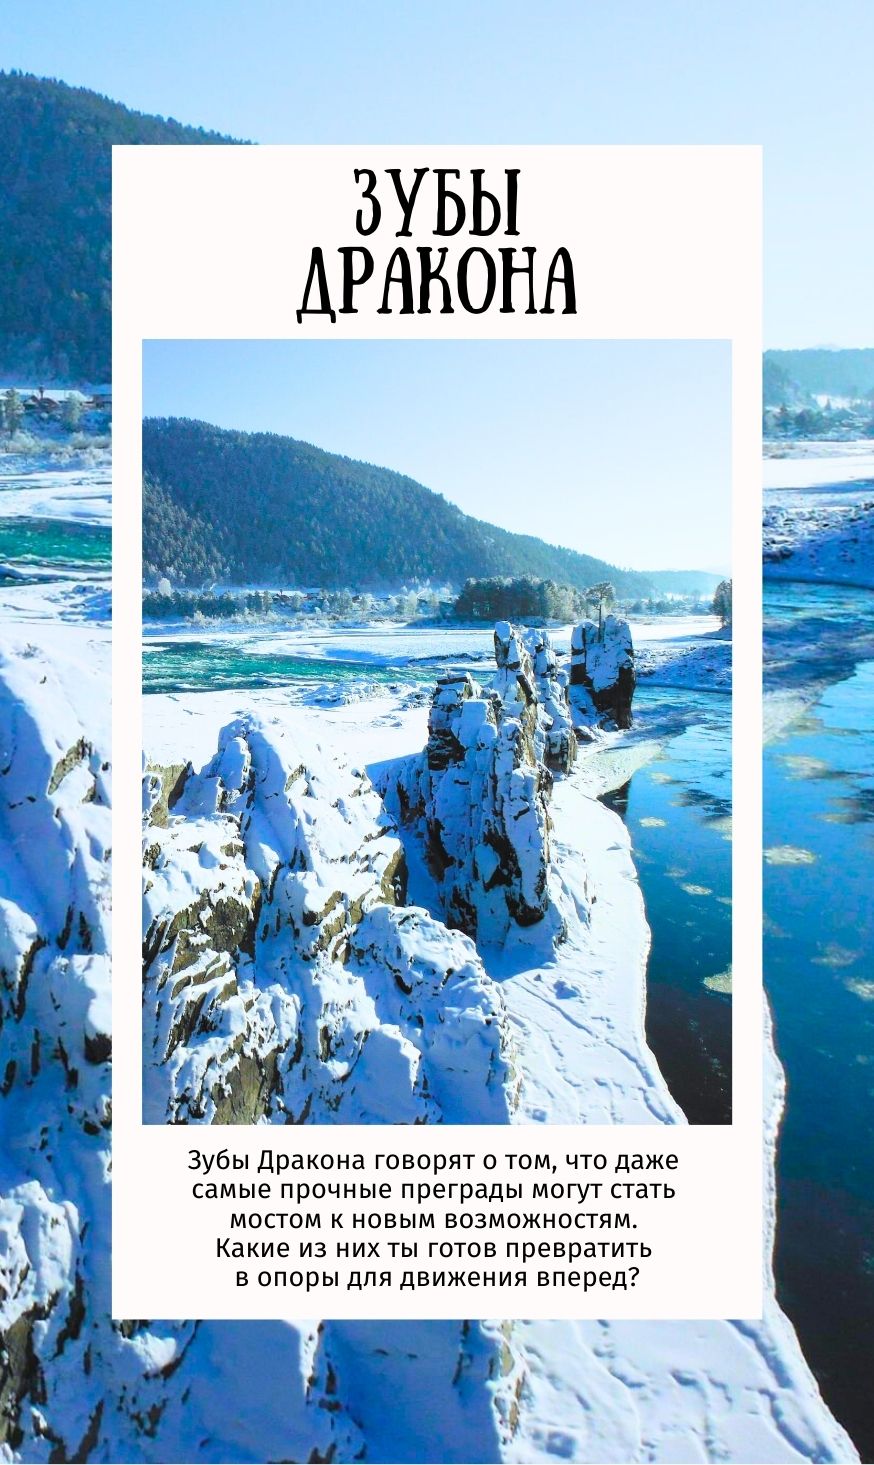 ЗУБЫ
ДРАКОНА
Зубы Дракона говорят о том, что даже
самые прочные преграды могут стать
мостом к новым возможностям.
Какие из них ты готов превратить
в опоры для движения вперед?